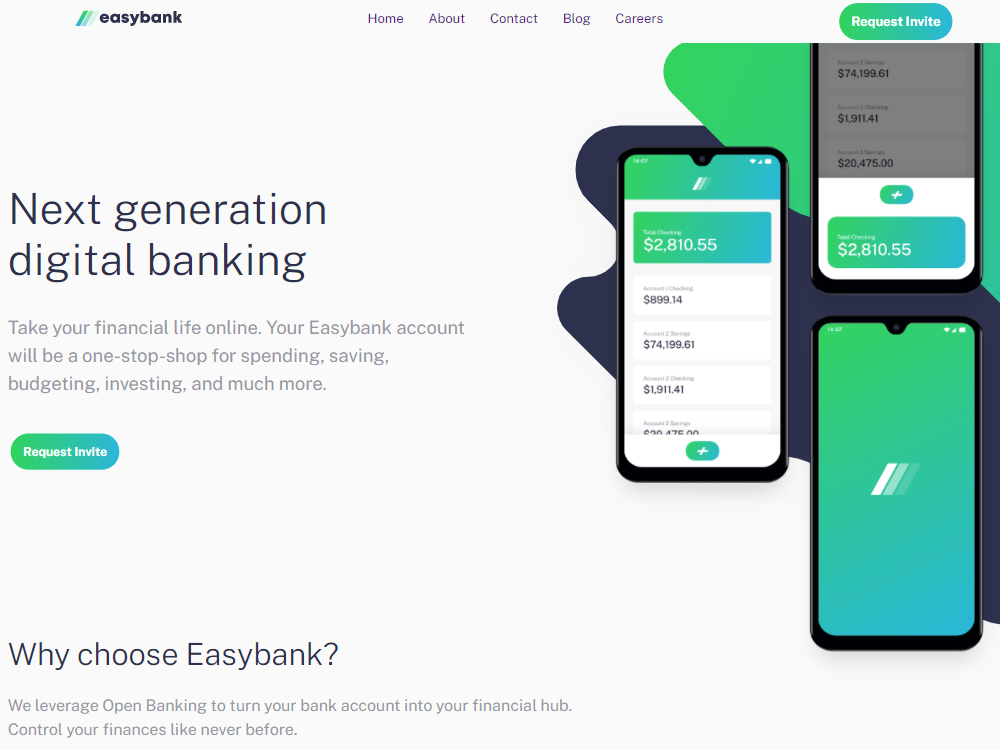 easybank
Home About Contact Blog Careers
Request Invite
Next generation
digital banking
Take your financial life online. Your Easybank account
will be a one-stop-shop for spending, saving,
budgeting, investing, and much more.
Request Invite
14:07
Total Checking
$2,810.55
Account 1 Checking
$899.14
Account 2 Savings
$74,199.61
Account 2 Checking
$1,911.41
Account 2 Savings
$20,475.00
Account 2 Savings
$74,199.61
Account 2 Checking
$1,911.41
Account 2 Savings
$20,475.00
Total Checking
$2,810.55
14:07
Why choose Easybank?
We leverage Open Banking to turn your bank account into your financial hub.
Control your finances like never before.